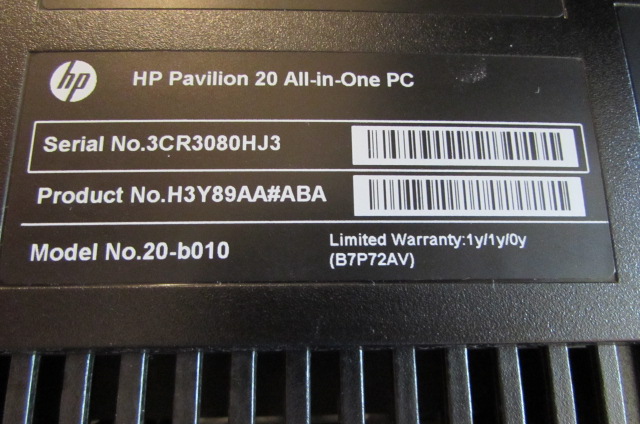 hp HP Pavilion 20 All-in-One PC
Serial No.3CR3080HJ3
Product No.H3Y89AA#ABA
Model No.20-b010
Limited Warranty:1y/1y/0y
(B7P72AV)